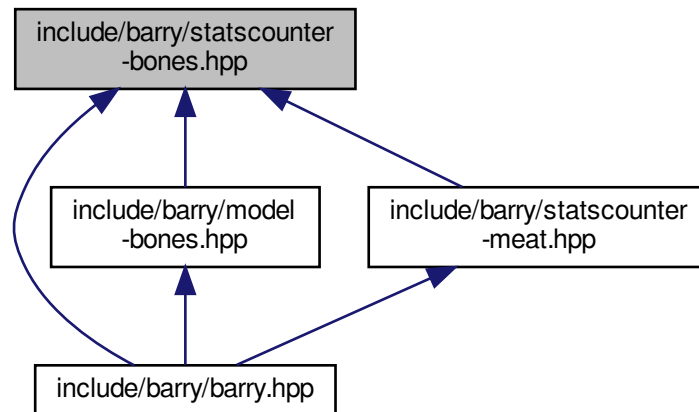 include/barry/statscounter
-bones.hpp
include/barry/model
-bones.hpp
include/barry/statscounter
-meat.hpp
include/barry/barry.hpp